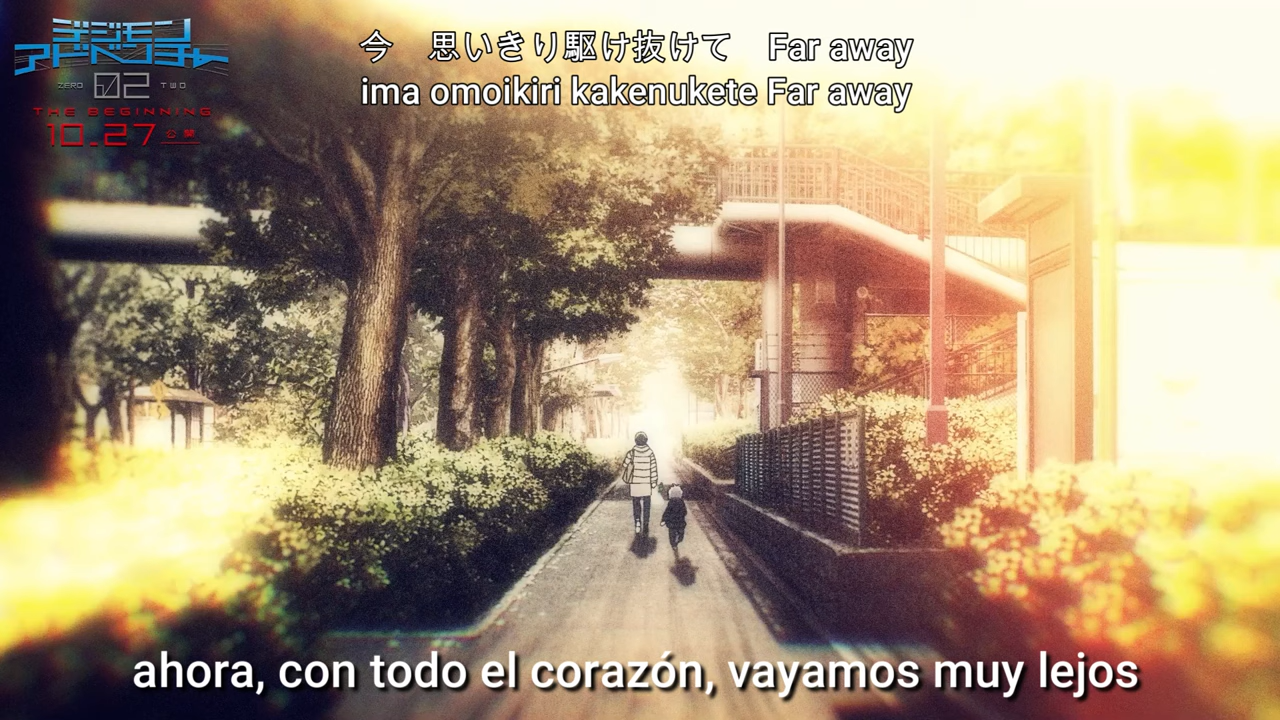 デジモン
アドベンチャー
ZERO 02 TWO
THE BEGINNING
10.27 公開
今　思いきり駆け抜けて　Far away
ima omoikiri kakenukete Far away
ahora, con todo el corazón, vayamos muy lejos